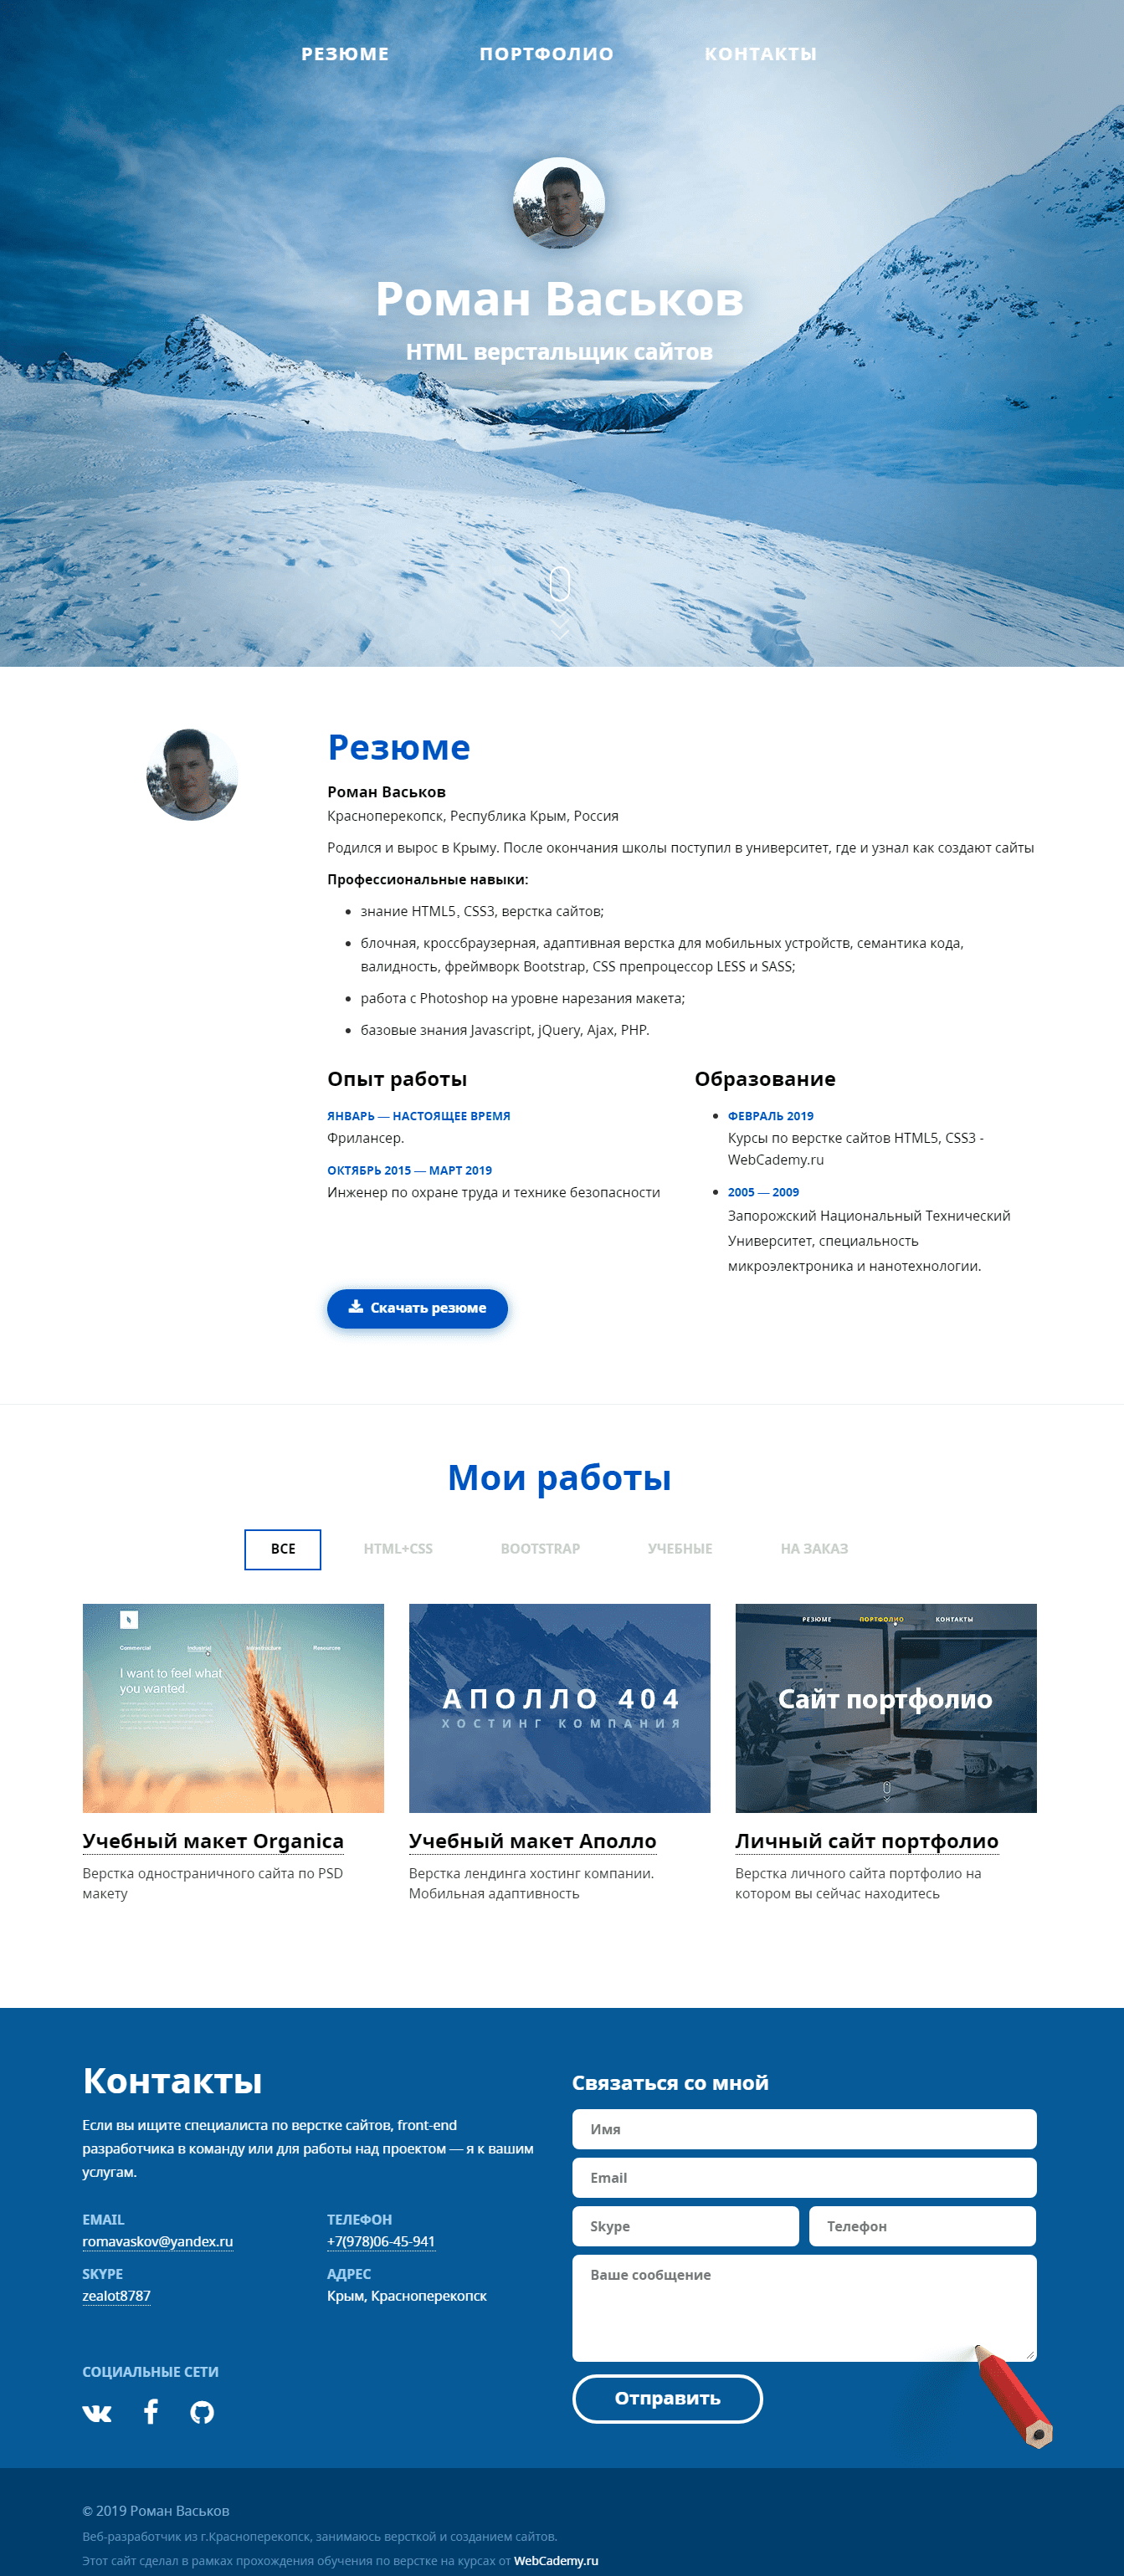 РЕЗЮМЕ ПОРТФОЛИО КОНТАКТЫ
Роман Васьков
HTML верстальщик сайтов
Резюме
Роман Васьков
Красноперекопск, Республика Крым, Россия
Родился и вырос в Крыму. После окончания школы поступил в университет, где и узнал как создают сайты
Профессиональные навыки:
знание HTML5, CSS3, верстка сайтов;
блочная, кроссбраузерная, адаптивная верстка для мобильных устройств, семантика кода,
валидность, фреймворк Bootstrap, CSS препроцессор LESS и SASS;
работа с Photoshop на уровне нарезания макета;
базовые знания Javascript, jQuery, Ajax, PHP.
Опыт работы
ЯНВАРЬ — НАСТОЯЩЕЕ ВРЕМЯ
Фрилансер.
ОКТЯБРЬ 2015 — МАРТ 2019
Инженер по охране труда и технике безопасности
Образование
ФЕВРАЛЬ 2019
Курсы по верстке сайтов HTML5, CSS3 -
WebCademy.ru
2005 — 2009
Запорожский Национальный Технический
Университет, специальность
микроэлектроника и нанотехнологии.
Скачать резюме
Мои работы
ВСЕ HTML+CSS BOOTSTRAP УЧЕБНЫЕ НА ЗАКАЗ
Commercial Industrial Infrastructure Resources
I want to feel what
you wanted.
Учебный макет Organica
Верстка одностраничного сайта по PSD
макету
АПОЛЛО 404
ХОСТИНГ КОМПАНИЯ
Учебный макет Аполло
Верстка лендинга хостинг компании.
Мобильная адаптивность
РЕЗЮМЕ ПОРТФОЛИО КОНТАКТЫ
Сайт портфолио
Личный сайт портфолио
Верстка личного сайта портфолио на
котором вы сейчас находитесь
Контакты
Если вы ищите специалиста по верстке сайтов, front-end
разработчика в команду или для работы над проектом — я к вашим
услугам.
EMAIL
romavaskov@yandex.ru
ТЕЛЕФОН
+7(978)06-45-941
SKYPE
zealot8787
АДРЕС
Крым, Красноперекопск
СОЦИАЛЬНЫЕ СЕТИ
Связаться со мной
Имя
Email
Skype Телефон
Ваше сообщение
Отправить
© 2019 Роман Васьков
Веб-разработчик из г.Красноперекопск, занимаюсь версткой и созданием сайтов.
Этот сайт сделал в рамках прохождения обучения по верстке на курсах от WebCademy.ru